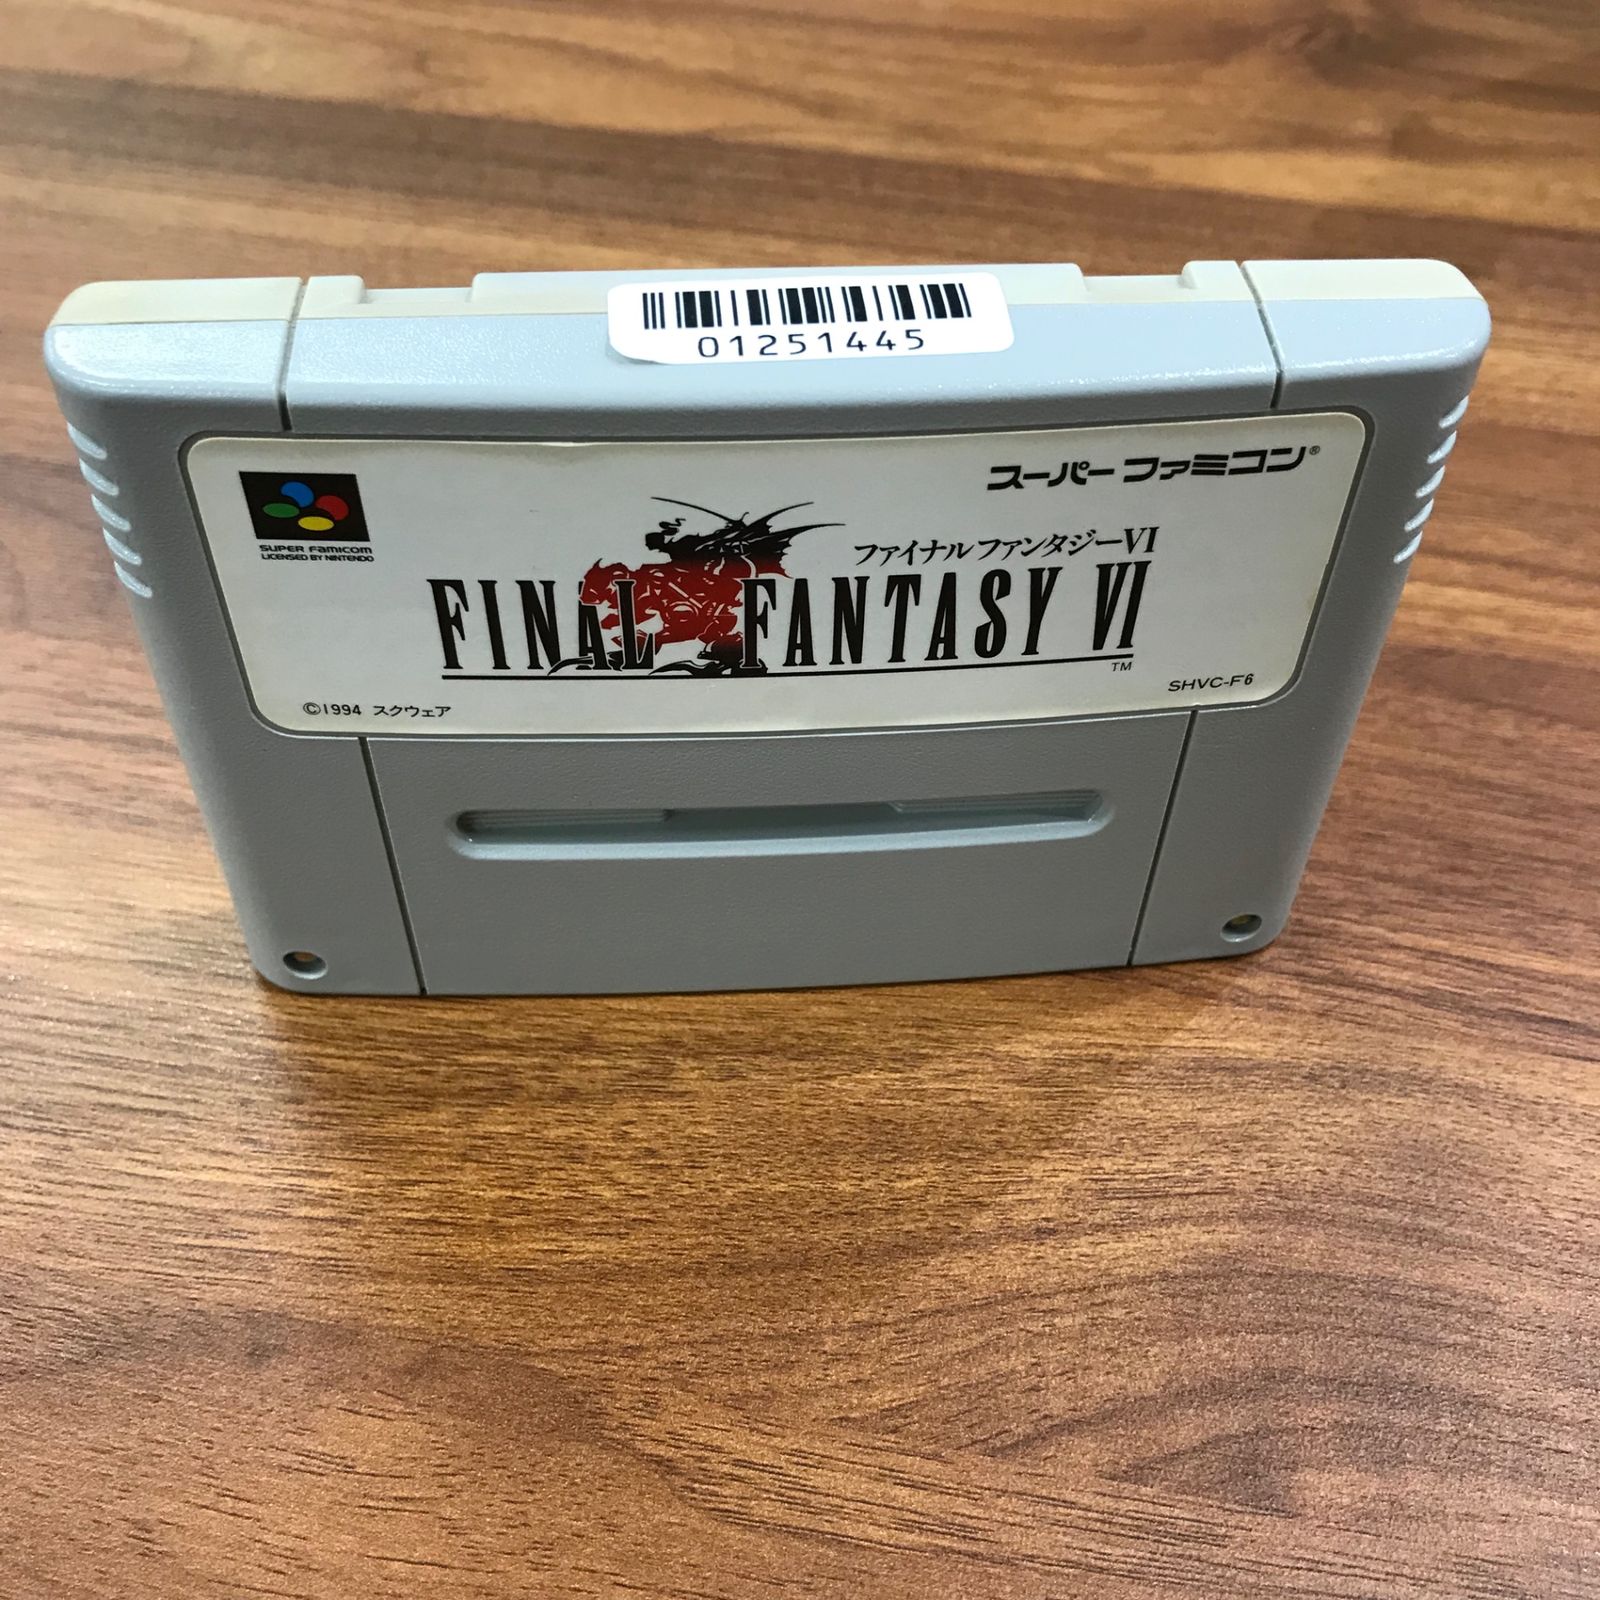 01251445
スーパーファミコン®
SUPER FAMICOM
LICENSED BY NINTENDO
ファイナルファンタジーVI
FINAL FANTASY VI
TM
SHVC-F6
©1994 スクウェア